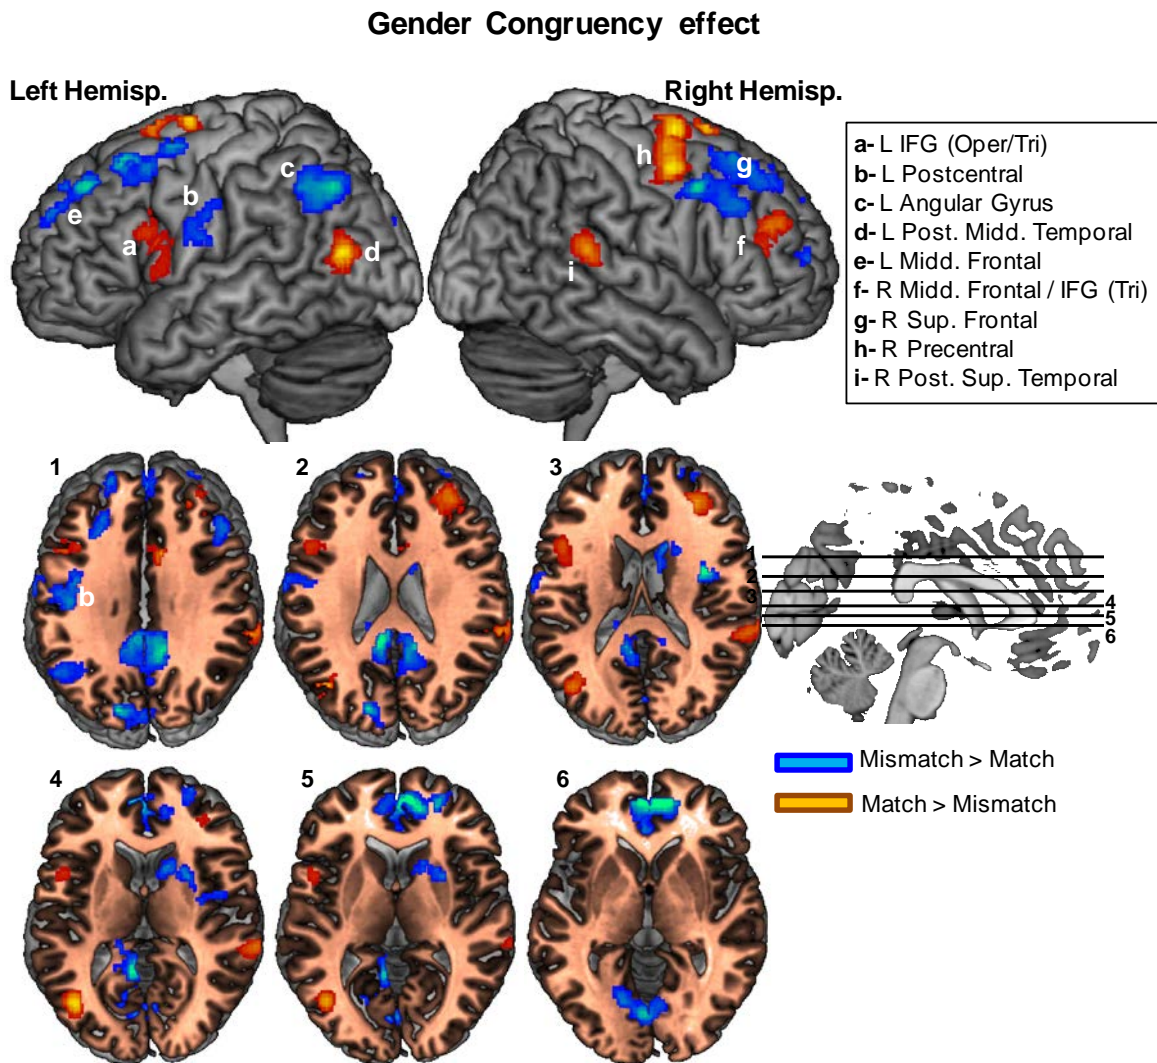 Gender Congruency effect
Left Hemisp.
Right Hemisp.
a- L IFG (Oper/Tri)
b- L Postcentral
c- L Angular Gyrus
d- L Post. Midd. Temporal
e- L Midd. Frontal
f- R Midd. Frontal / IFG (Tri)
g- R Sup. Frontal
h- R Precentral
i- R Post. Sup. Temporal
c
b
e
a
d
h
g
f
i
1
2
3
b
1
2
3
4
5
6
Mismatch > Match
Match > Mismatch
4
5
6